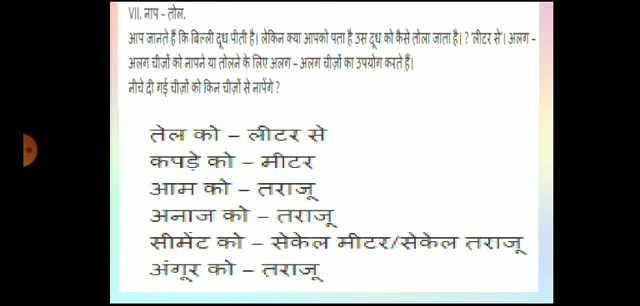 VII. नाप – तोल.
आप जानते हैं कि बिल्ली दूध पीती है। लेकिन क्या आपको पता है उस दूध को कैसे तोला जाता है। ? 'लीटर से'। अलग –
अलग चीज़ों को नापने या तोलने के लिए अलग – अलग चीज़ों का उपयोग करते हैं।
नीचे दी गई चीज़ों को किन चीज़ों से नापेंगे ?
तेल को – लीटर से
कपड़े को – मीटर
आम को – तराजू
अनाज को – तराजू
सीमेंट को – सेकेल मीटर/सेकेल तराजू
अंगूर को – तराजू